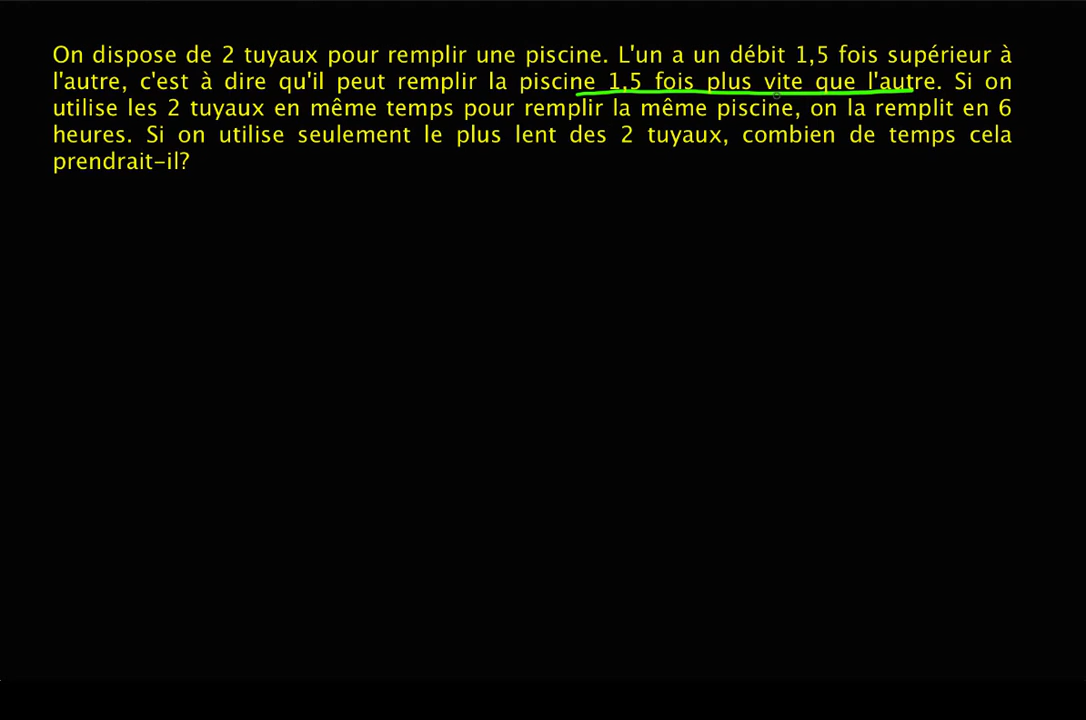 On dispose de 2 tuyaux pour remplir une piscine. L'un a un débit 1,5 fois supérieur à
l'autre, c'est à dire qu'il peut remplir la piscine 1,5 fois plus vite que l'autre. Si on
utilise les 2 tuyaux en même temps pour remplir la même piscine, on la remplit en 6
heures. Si on utilise seulement le plus lent des 2 tuyaux, combien de temps cela
prendrait-il?